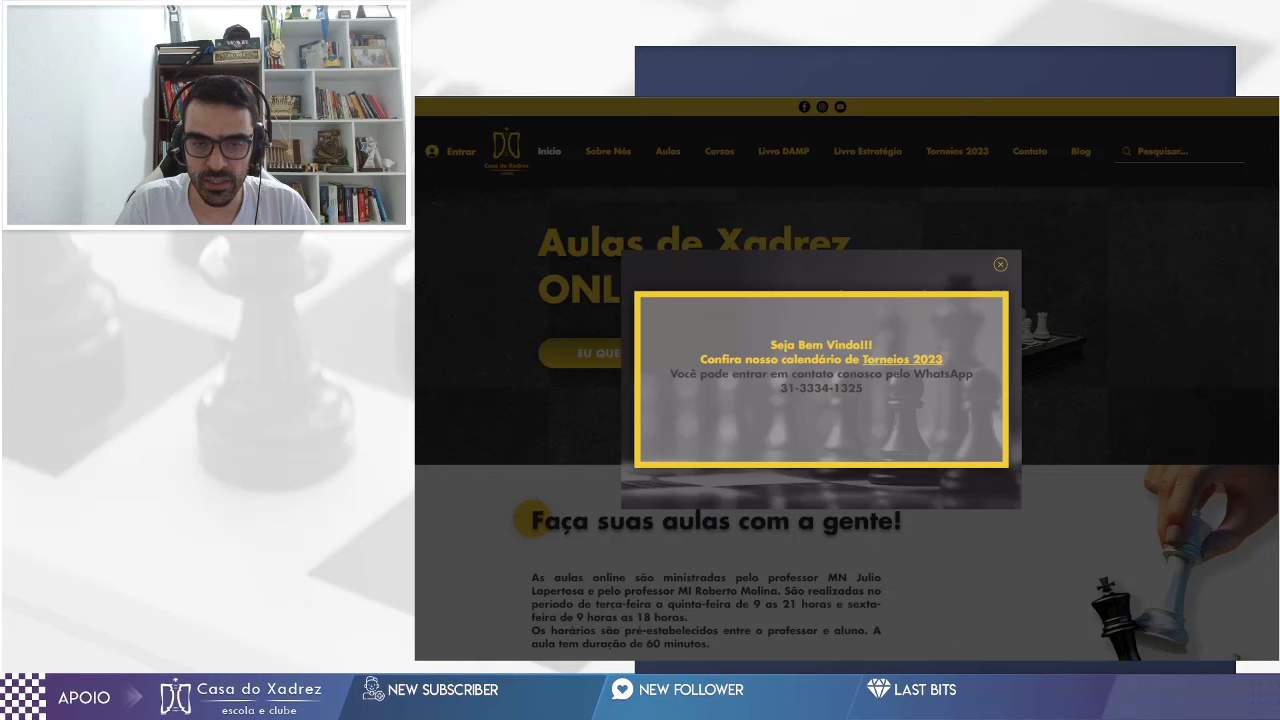 Entrar
Casa do Xadrez
Início
Sobre Nós
Aulas
Cursos
Livro DAMP
Livro Estratégia
Torneios 2023
Contato
Blog
Pesquisar...
Aulas de Xadrez
ONL
EU QUE
Seja Bem Vindo!!!
Confira nosso calendário de Torneios 2023
Você pode entrar em contato conosco pelo WhatsApp
31-3334-1325
Faça suas aulas com a gente!
As aulas online são ministradas pelo professor MN Julio
Lapertosa e pelo professor MI Roberto Molina. São realizadas no
período de terça-feira a quinta-feira de 9 as 21 horas e sexta-
feira de 9 horas as 18 horas.
Os horários são pré-estabelecidos entre o professor e aluno. A
aula tem duração de 60 minutos.
APOIO
Casa do Xadrez
escola e clube
NEW SUBSCRIBER
NEW FOLLOWER
LAST BITS